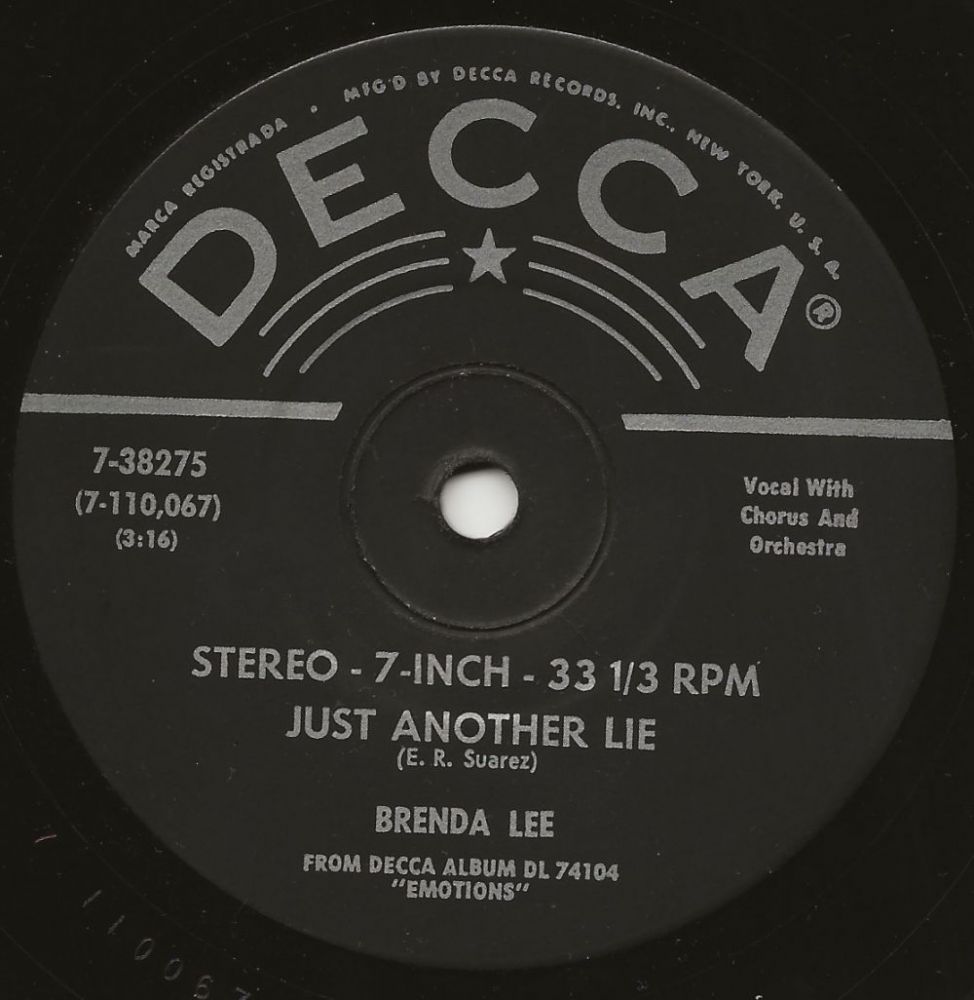 MARCA REGISTRADA • MFG'D BY DECCA RECORDS, INC., NEW YORK, U. S. A.
DECCA®
7-38275
(7-110,067)
(3:16)
Vocal With
Chorus And
Orchestra
STEREO - 7-INCH - 33 1/3 RPM
JUST ANOTHER LIE
(E. R. Suarez)
BRENDA LEE
FROM DECCA ALBUM DL 74104
"EMOTIONS"